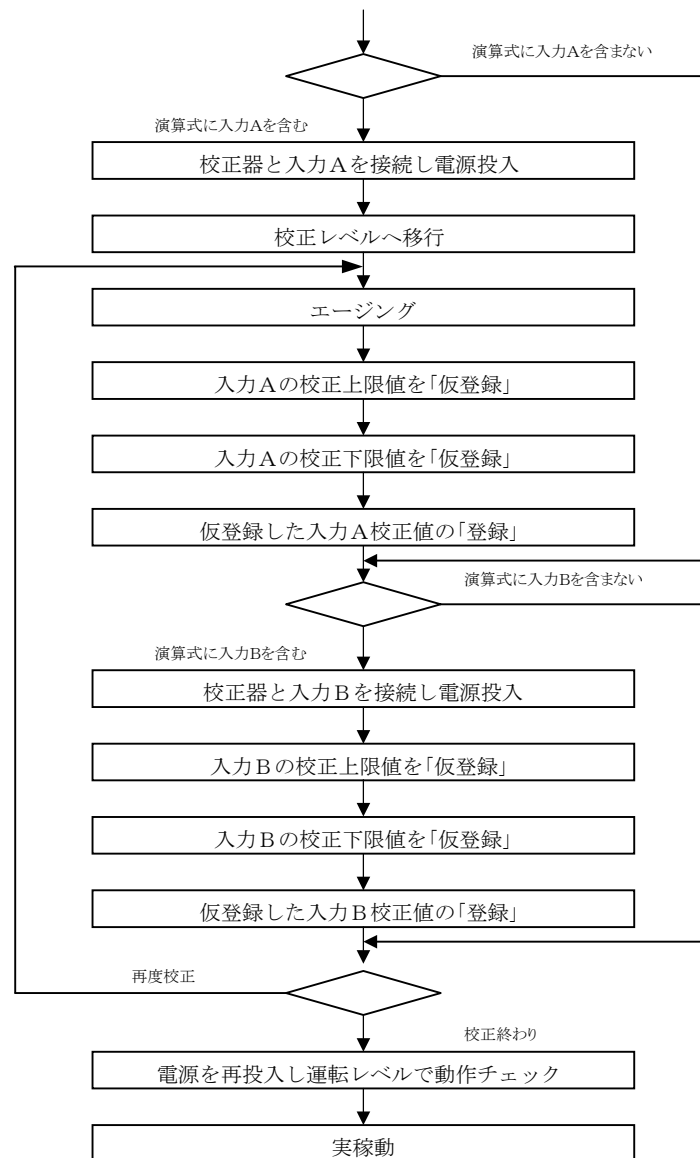 演算式に入力Aを含まない
演算式に入力Aを含む
校正器と入力Aを接続し電源投入
校正レベルへ移行
エージング
入力Aの校正上限値を「仮登録」
入力Aの校正下限値を「仮登録」
仮登録した入力A校正値の「登録」
演算式に入力Bを含まない
演算式に入力Bを含む
校正器と入力Bを接続し電源投入
入力Bの校正上限値を「仮登録」
入力Bの校正下限値を「仮登録」
仮登録した入力B校正値の「登録」
再度校正
校正終わり
電源を再投入し運転レベルで動作チェック
実稼動